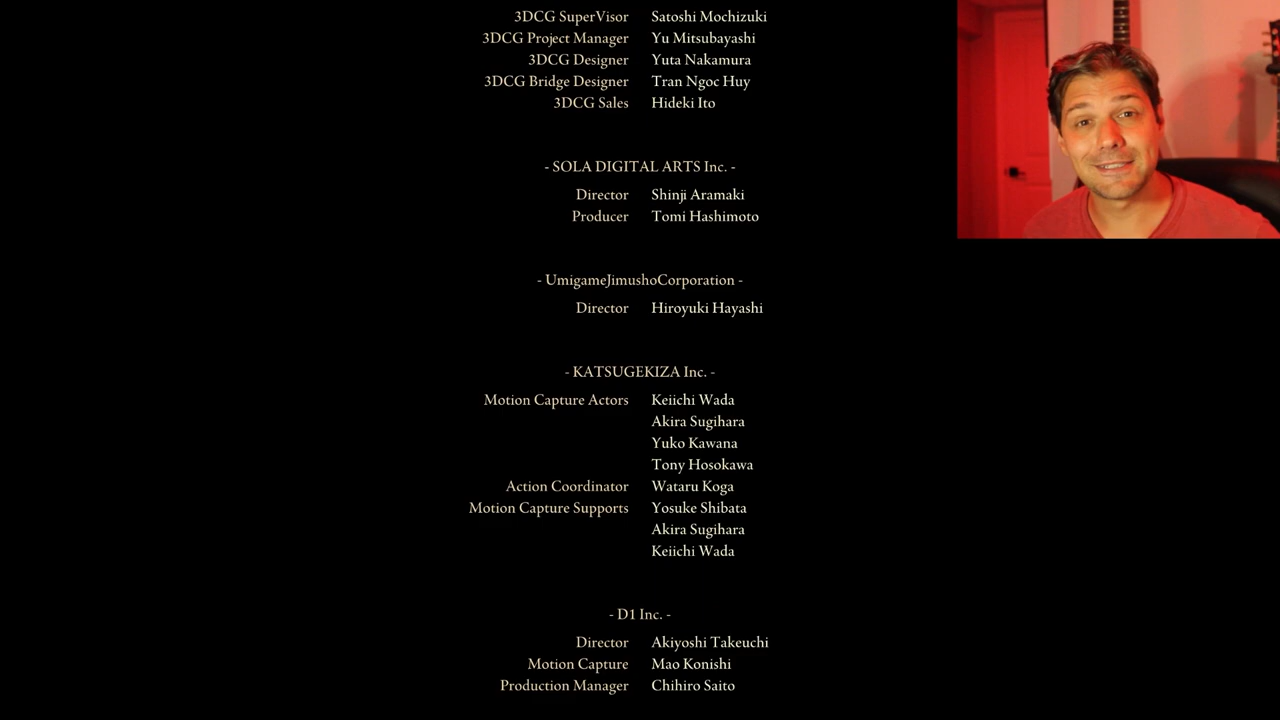 3DCG SuperVisor Satoshi Mochizuki
3DCG Project Manager Yu Mitsubayashi
3DCG Designer Yuta Nakamura
3DCG Bridge Designer Tran Ngoc Huy
3DCG Sales Hideki Ito
- SOLA DIGITAL ARTS Inc. -
Director Shinji Aramaki
Producer Tomi Hashimoto
- UmigameJimushoCorporation -
Director Hiroyuki Hayashi
- KATSUGEKIZA Inc. -
Motion Capture Actors Keiichi Wada
Akira Sugihara
Yuko Kawana
Tony Hosokawa
Action Coordinator Wataru Koga
Motion Capture Supports Yosuke Shibata
Akira Sugihara
Keiichi Wada
- D1 Inc. -
Director Akiyoshi Takeuchi
Motion Capture Mao Konishi
Production Manager Chihiro Saito